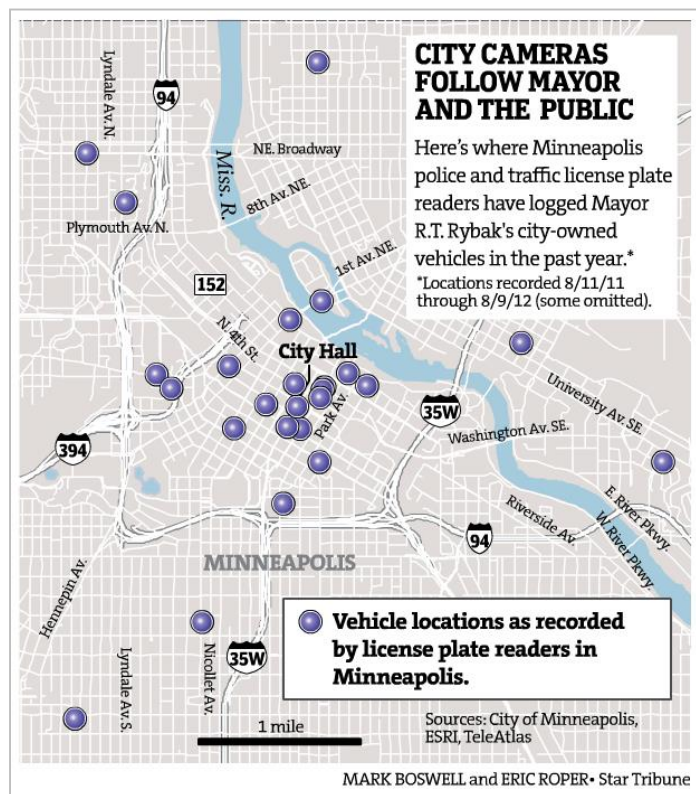 CITY CAMERAS
FOLLOW MAYOR
AND THE PUBLIC
Here's where Minneapolis
police and traffic license plate
readers have logged Mayor
R.T. Rybak's city-owned
vehicles in the past year.*
*Locations recorded 8/11/11
through 8/9/12 (some omitted).
Lyndale Av. N.
94
Miss. R.
NE. Broadway
8th Av. NE.
Plymouth Av. N.
1st Av. NE.
152
N. 4th St.
City Hall
Park Av.
35W
University Av. SE.
Washington Av. SE.
394
Riverside Av.
E. River Pkwy.
W. River Pkwy.
94
MINNEAPOLIS
Hennepin Av.
Lyndale Av. S.
Nicollet Av.
35W
Vehicle locations as recorded
by license plate readers in
Minneapolis.
1 mile
Sources: City of Minneapolis,
ESRI, TeleAtlas
MARK BOSWELL and ERIC ROPER • Star Tribune